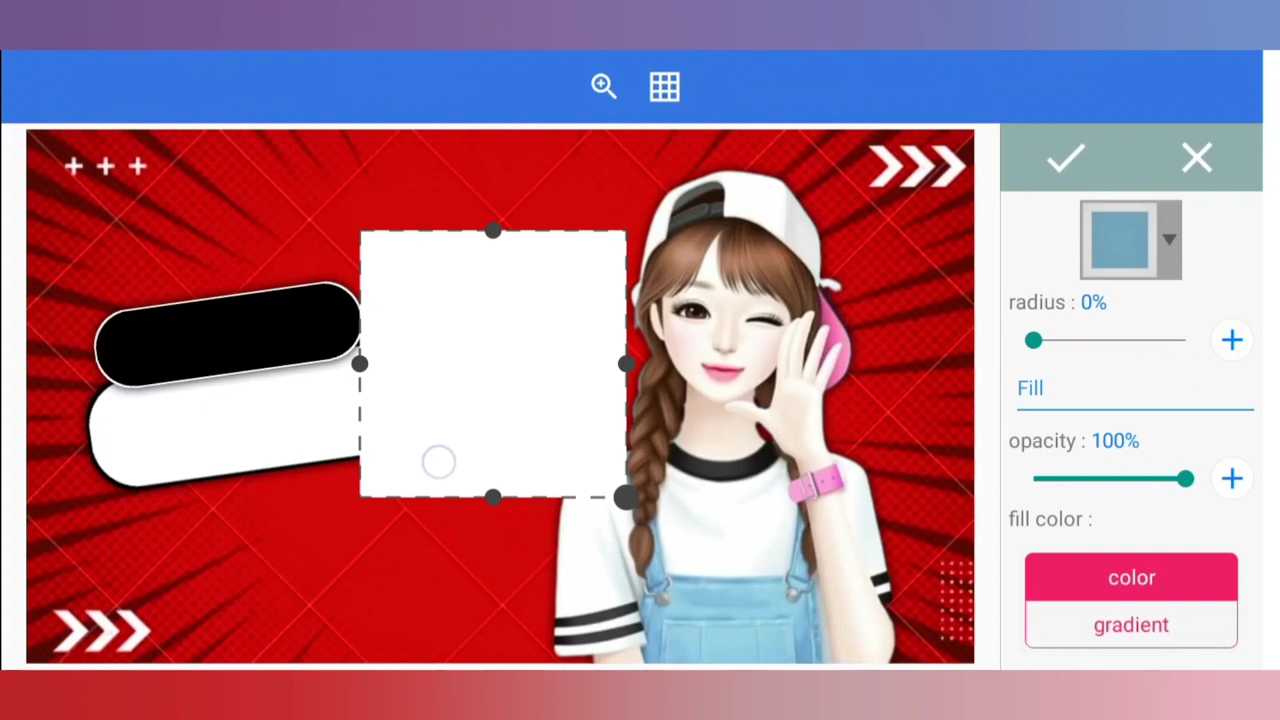 radius : 0%
Fill
opacity : 100%
fill color :
color
gradient